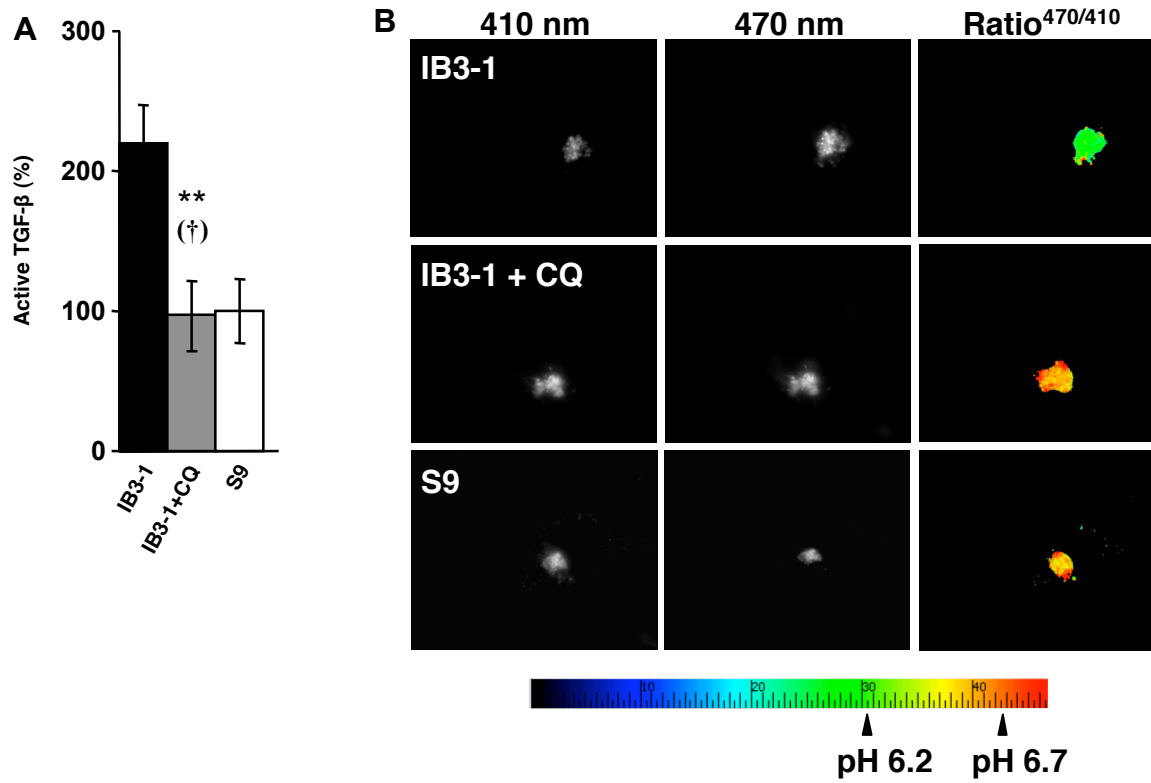 A
300
200
100
0
Active TGF-β (%)
**
(†)
IB3-1
IB3-1+CQ
S9
B
410 nm
470 nm
Ratio470/410
IB3-1
IB3-1 + CQ
S9
10
20
30
40
pH 6.2
pH 6.7